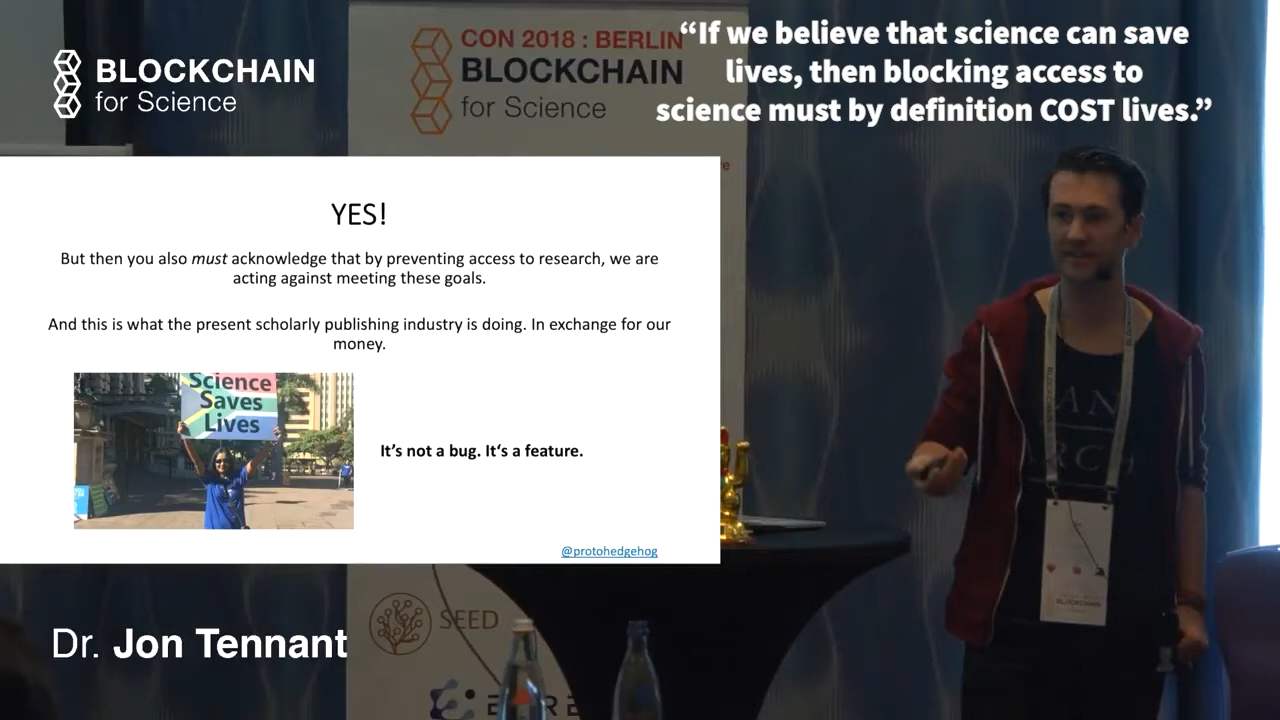 BLOCKCHAIN
for Science
CON 2018 : BERLIN
BLOCKCHAIN
for Science
“If we believe that science can save
lives, then blocking access to
science must by definition COST lives.”
YES!
But then you also must acknowledge that by preventing access to research, we are
acting against meeting these goals.
And this is what the present scholarly publishing industry is doing. In exchange for our
money.
Science
Saves
Lives
It’s not a bug. It‘s a feature.
@protohedgehog
Dr. Jon Tennant
SEED
BLOCKCHAIN